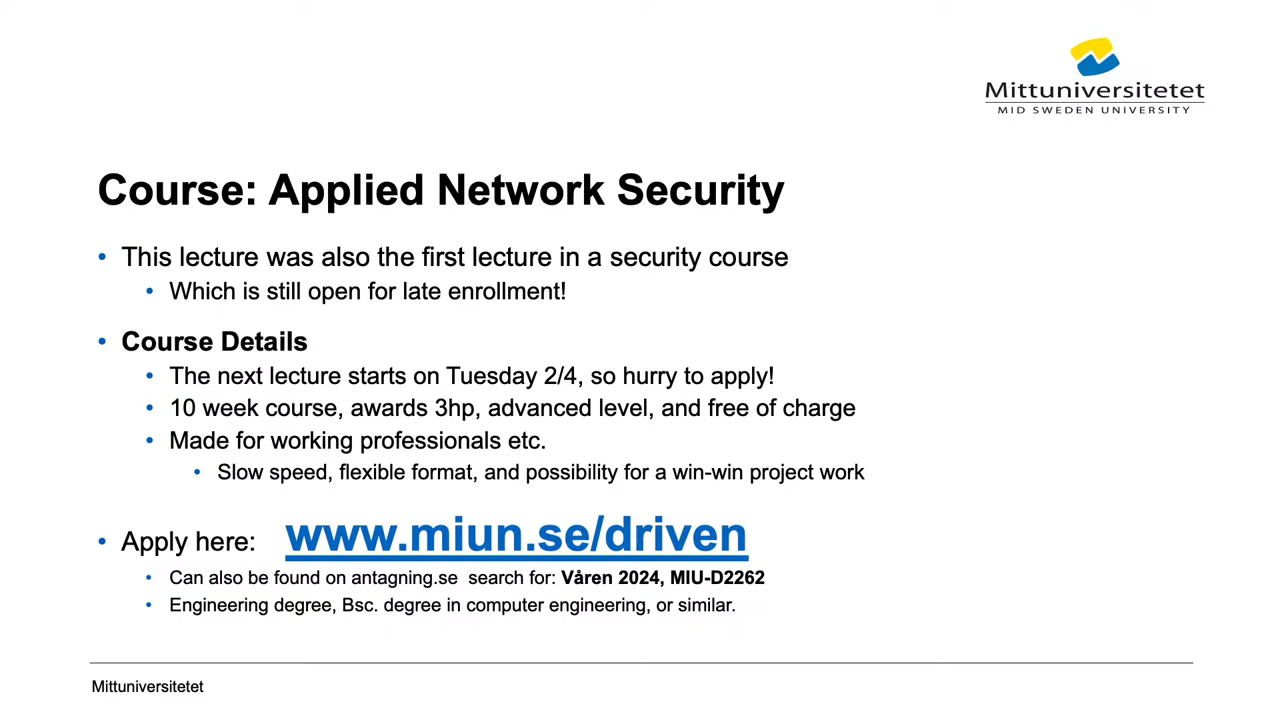 Mittuniversitetet
MID SWEDEN UNIVERSITY
Course: Applied Network Security
• This lecture was also the first lecture in a security course
• Which is still open for late enrollment!
• Course Details
• The next lecture starts on Tuesday 2/4, so hurry to apply!
• 10 week course, awards 3hp, advanced level, and free of charge
• Made for working professionals etc.
• Slow speed, flexible format, and possibility for a win-win project work
• Apply here: www.miun.se/driven
• Can also be found on antagning.se search for: Våren 2024, MIU-D2262
• Engineering degree, Bsc. degree in computer engineering, or similar.
Mittuniversitetet